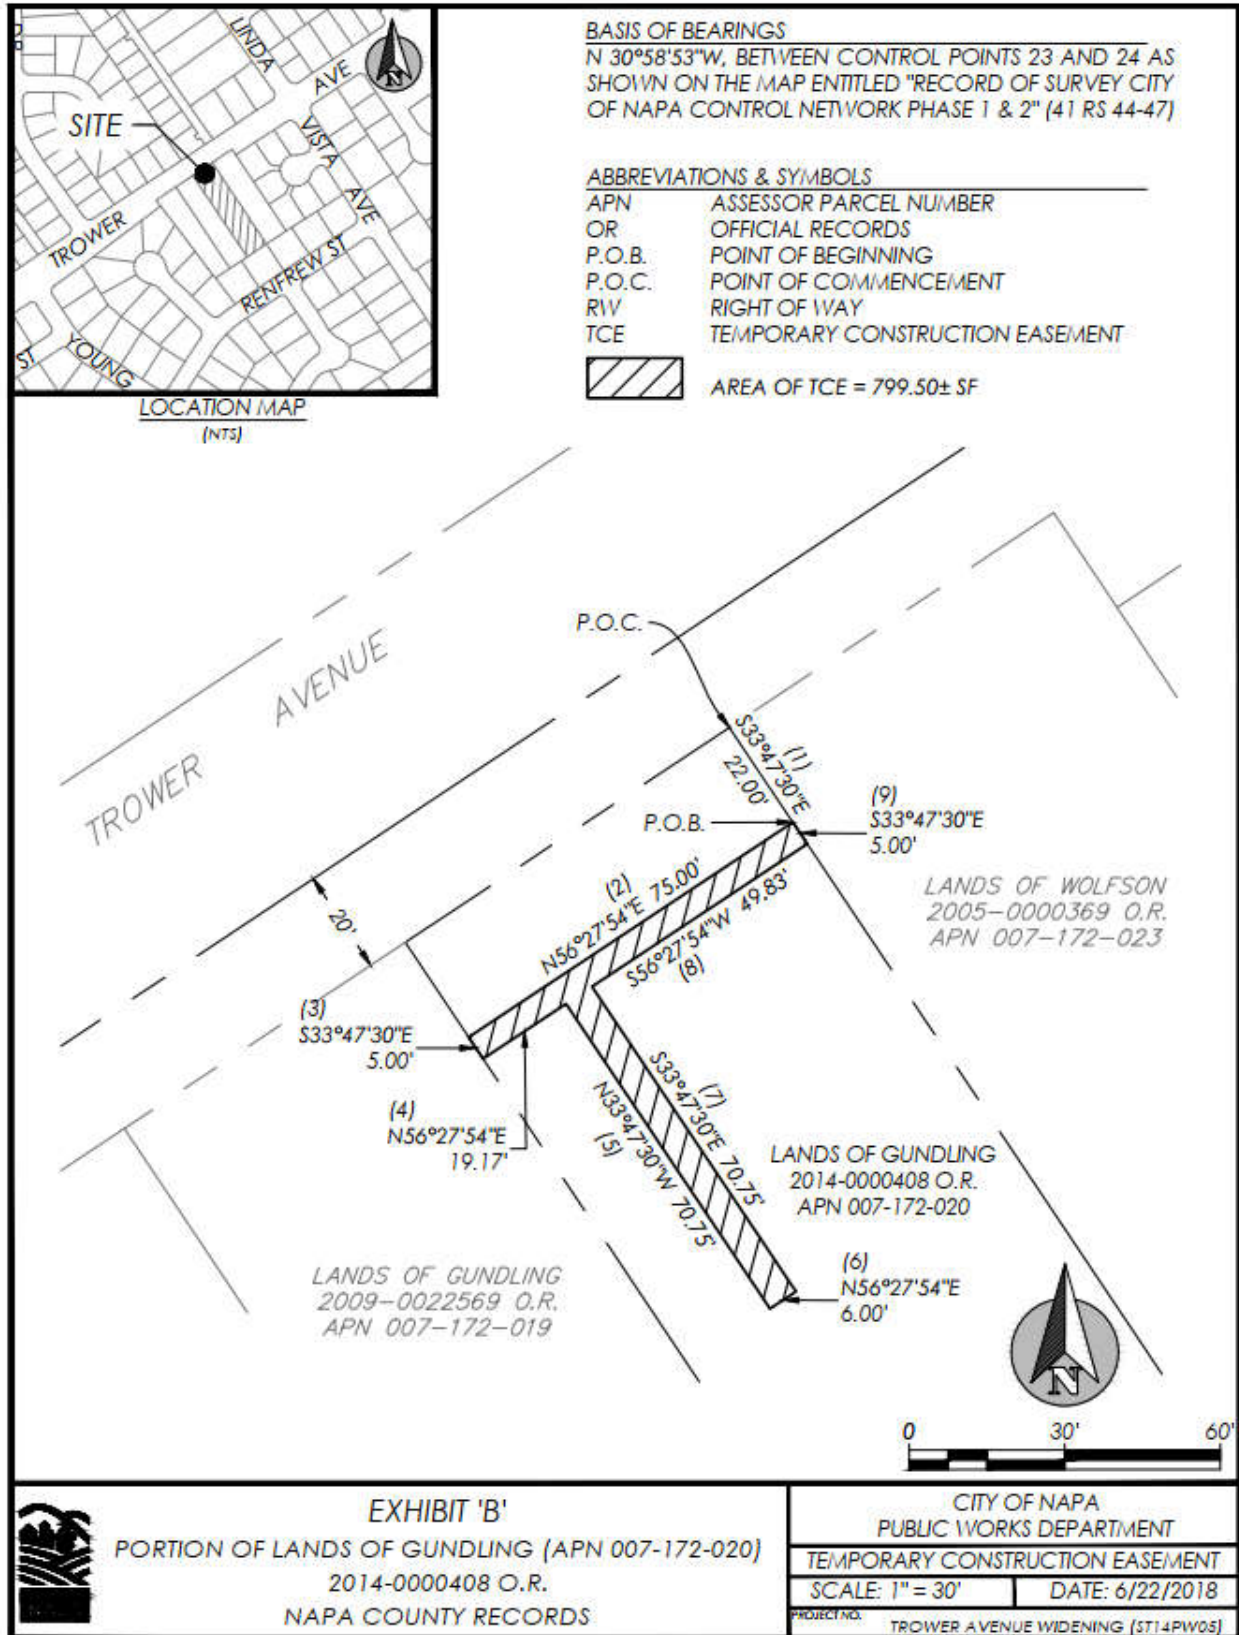 LINDA
AVE
N
SITE
VISTA
AVE
TROWER
RENFREW ST
YOUNG
ST
LOCATION MAP
(NTS)
BASIS OF BEARINGS
N 30°58'53"W, BETWEEN CONTROL POINTS 23 AND 24 AS
SHOWN ON THE MAP ENTITLED "RECORD OF SURVEY CITY
OF NAPA CONTROL NETWORK PHASE 1 & 2" (41 RS 44-47)
ABBREVIATIONS & SYMBOLS
APN ASSESSOR PARCEL NUMBER
OR OFFICIAL RECORDS
P.O.B. POINT OF BEGINNING
P.O.C. POINT OF COMMENCEMENT
RW RIGHT OF WAY
TCE TEMPORARY CONSTRUCTION EASEMENT
AREA OF TCE = 799.50± SF
TROWER AVENUE
P.O.C.
(1)
S33°47'30"E
22.00'
P.O.B.
(9)
S33°47'30"E
5.00'
LANDS OF WOLFSON
2005-0000369 O.R.
APN 007-172-023
20'
(2)
N56°27'54"E 75.00'
S56°27'54"W 49.83'
(8)
(3)
S33°47'30"E
5.00'
(4)
N56°27'54"E
19.17'
(7)
S33°47'30"E 70.75'
N33°47'30"W 70.75'
(5)
LANDS OF GUNDLING
2014-0000408 O.R.
APN 007-172-020
(6)
N56°27'54"E
6.00'
LANDS OF GUNDLING
2009-0022569 O.R.
APN 007-172-019
N
0 30' 60'
EXHIBIT 'B'
PORTION OF LANDS OF GUNDLING (APN 007-172-020)
2014-0000408 O.R.
NAPA COUNTY RECORDS
CITY OF NAPA
PUBLIC WORKS DEPARTMENT
TEMPORARY CONSTRUCTION EASEMENT
SCALE: 1" = 30' DATE: 6/22/2018
PROJECT NO. TROWER AVENUE WIDENING (ST14PW05)